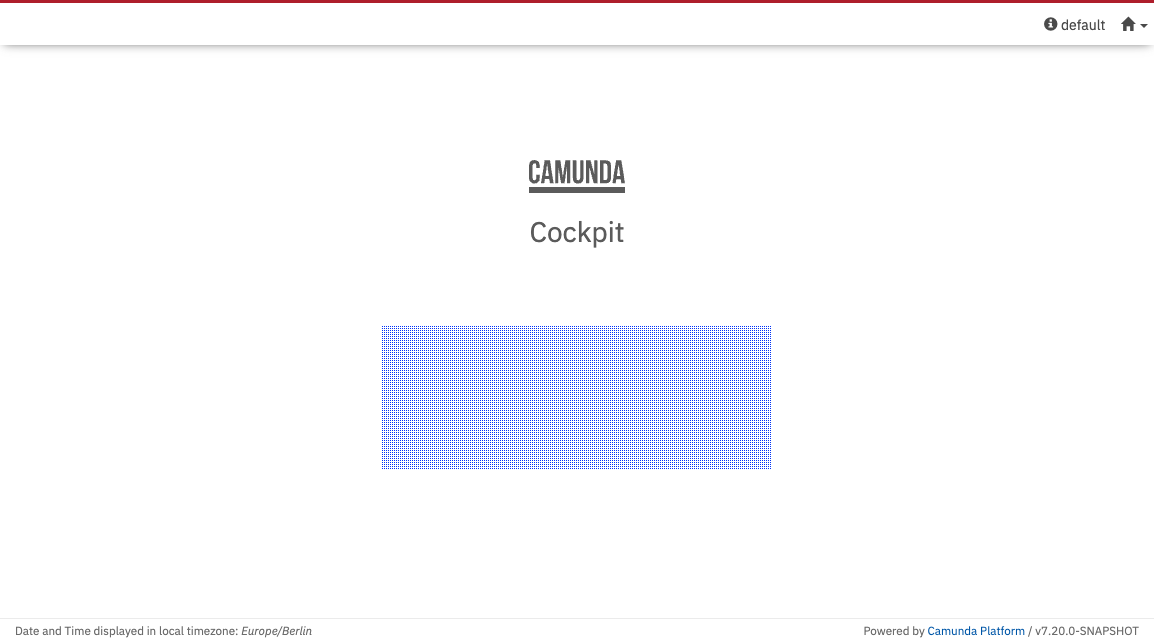 default
CAMUNDA
Cockpit
Date and Time displayed in local timezone: Europe/Berlin
Powered by Camunda Platform / v7.20.0-SNAPSHOT